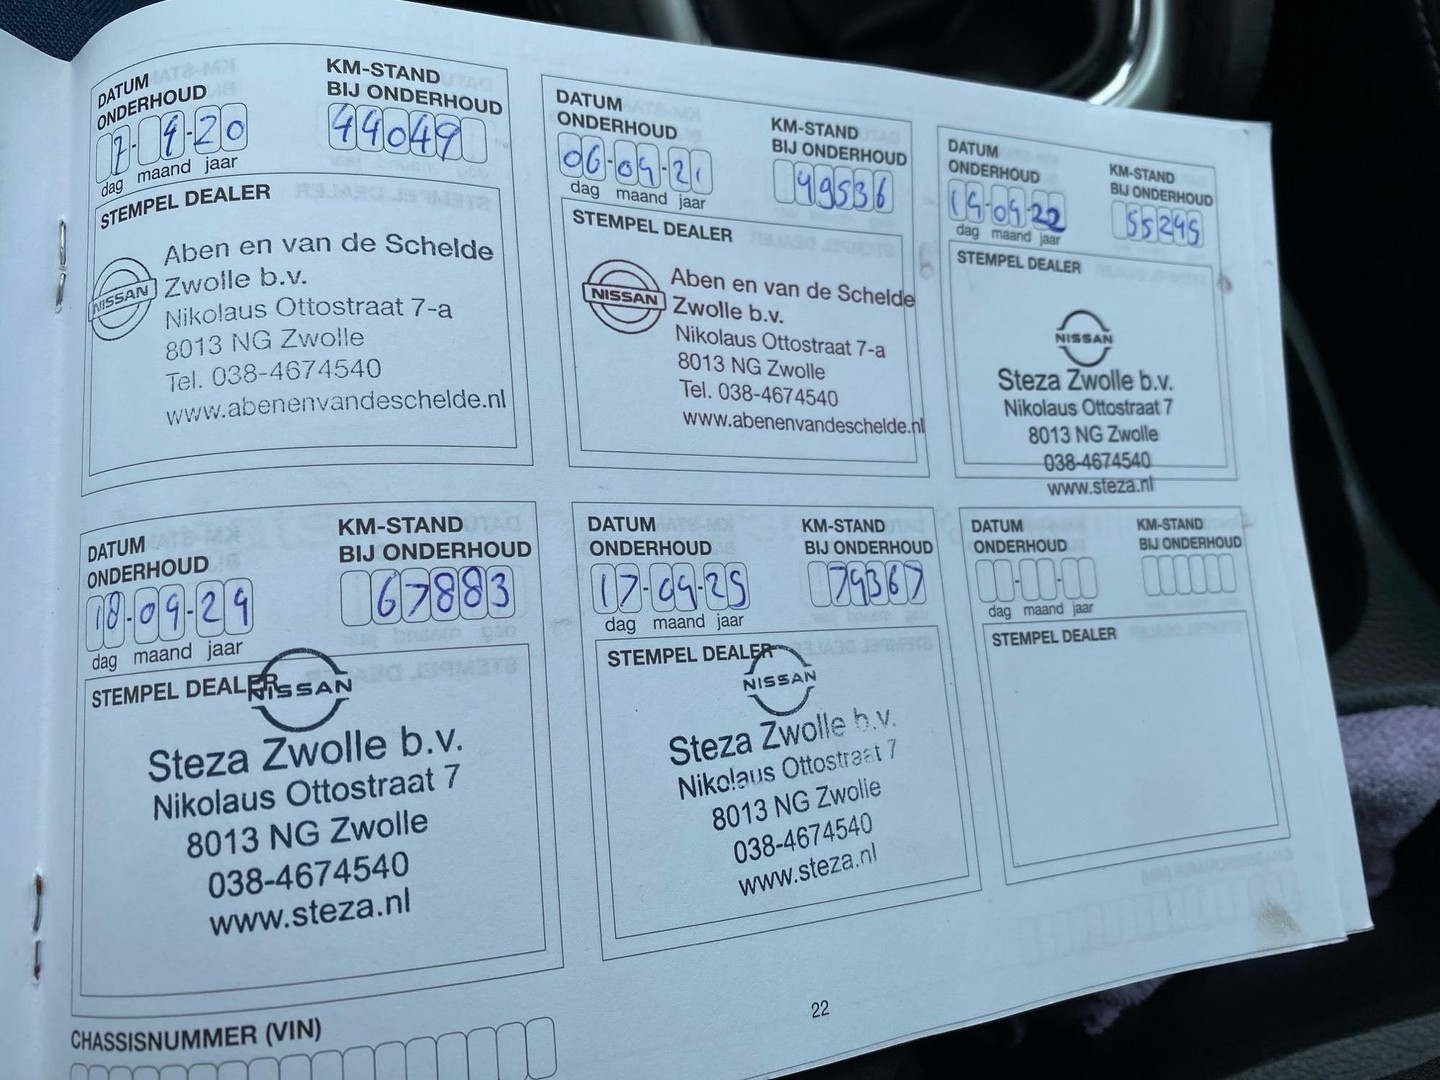 DATUM
ONDERHOUD
7-4-20
dag maand jaar
KM-STAND
BIJ ONDERHOUD
44049
STEMPEL DEALER
NISSAN
Aben en van de Schelde
Zwolle b.v.
Nikolaus Ottostraat 7-a
8013 NG Zwolle
Tel. 038-4674540
www.abenenvandeschelde.nl
DATUM
ONDERHOUD
06-04-21
dag maand jaar
KM-STAND
BIJ ONDERHOUD
49536
STEMPEL DEALER
NISSAN
Aben en van de Schelde
Zwolle b.v.
Nikolaus Ottostraat 7-a
8013 NG Zwolle
Tel. 038-4674540
www.abenenvandeschelde.nl
DATUM
ONDERHOUD
14-04-22
dag maand jaar
KM-STAND
BIJ ONDERHOUD
55245
STEMPEL DEALER
NISSAN
Steza Zwolle b.v.
Nikolaus Ottostraat 7
8013 NG Zwolle
038-4674540
www.steza.nl
DATUM
ONDERHOUD
18-04-24
dag maand jaar
KM-STAND
BIJ ONDERHOUD
67883
STEMPEL DEALER
NISSAN
Steza Zwolle b.v.
Nikolaus Ottostraat 7
8013 NG Zwolle
038-4674540
www.steza.nl
DATUM
ONDERHOUD
17-04-25
dag maand jaar
KM-STAND
BIJ ONDERHOUD
74367
STEMPEL DEALER
NISSAN
Steza Zwolle b.v.
Nikolaus Ottostraat 7
8013 NG Zwolle
038-4674540
www.steza.nl
DATUM
ONDERHOUD
dag maand jaar
KM-STAND
BIJ ONDERHOUD
STEMPEL DEALER
CHASSISNUMMER (VIN)
22